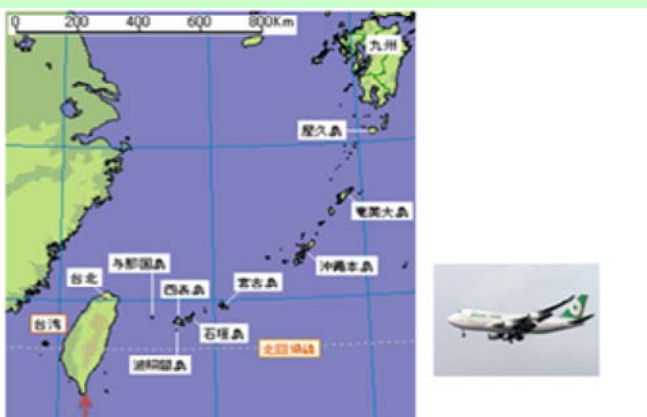 0 200 400 600 800Km
九州
屋久島
奄美大島
沖縄本島
与那国島
台北
西表島
宮古島
台湾
石垣島
波照間島
北回帰線